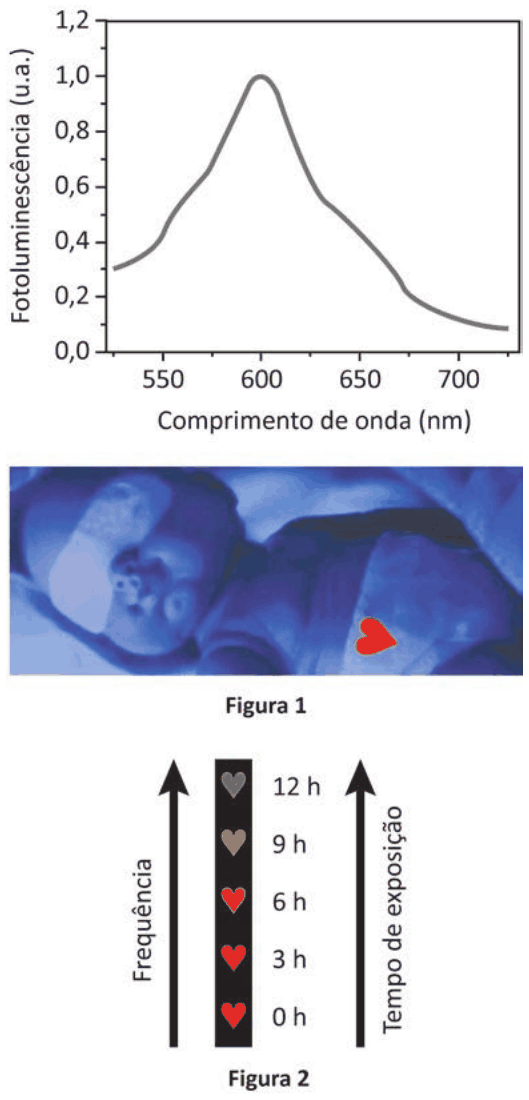 1,2
1,0
0,8
0,6
0,4
0,2
0,0
Fotoluminescência (u.a.)
550 600 650 700
Comprimento de onda (nm)
Figura 1
Frequência
12 h
9 h
6 h
3 h
0 h
Tempo de exposição
Figura 2